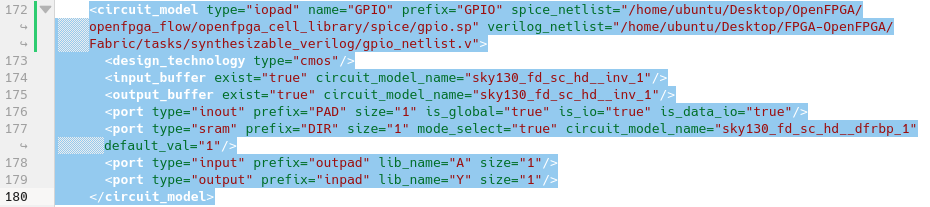 172 <circuit_model type="iopad" name="GPIO" prefix="GPIO" spice_netlist="/home/ubuntu/Desktop/OpenFPGA/
openfpga_flow/openfpga_cell_library/spice/gpio.sp" verilog_netlist="/home/ubuntu/Desktop/FPGA-OpenFPGA/
Fabric/tasks/synthesizable_verilog/gpio_netlist.v">
173 <design_technology type="cmos"/>
174 <input_buffer exist="true" circuit_model_name="sky130_fd_sc_hd__inv_1"/>
175 <output_buffer exist="true" circuit_model_name="sky130_fd_sc_hd__inv_1"/>
176 <port type="inout" prefix="PAD" size="1" is_global="true" is_io="true" is_data_io="true"/>
177 <port type="sram" prefix="DIR" size="1" mode_select="true" circuit_model_name="sky130_fd_sc_hd__dfrbp_1"
default_val="1"/>
178 <port type="input" prefix="outpad" lib_name="A" size="1"/>
179 <port type="output" prefix="inpad" lib_name="Y" size="1"/>
180 </circuit_model>